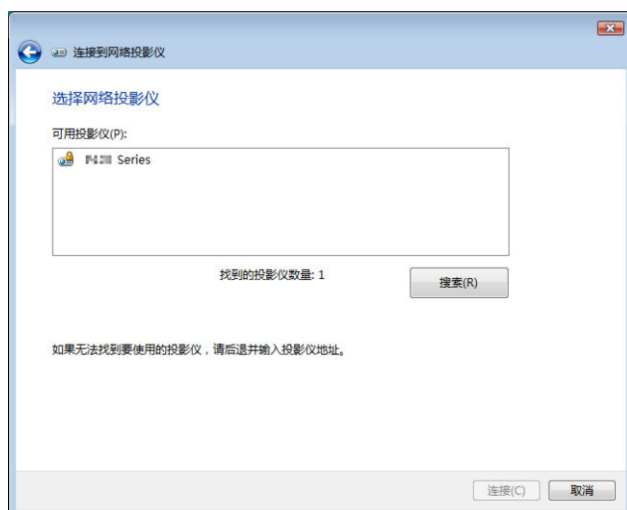 连接到网络投影仪
选择网络投影仪
可用投影仪(P):
Series
找到的投影仪数量: 1
搜索(R)
如果无法找到要使用的投影仪，请后退并输入投影仪地址。
连接(C)
取消